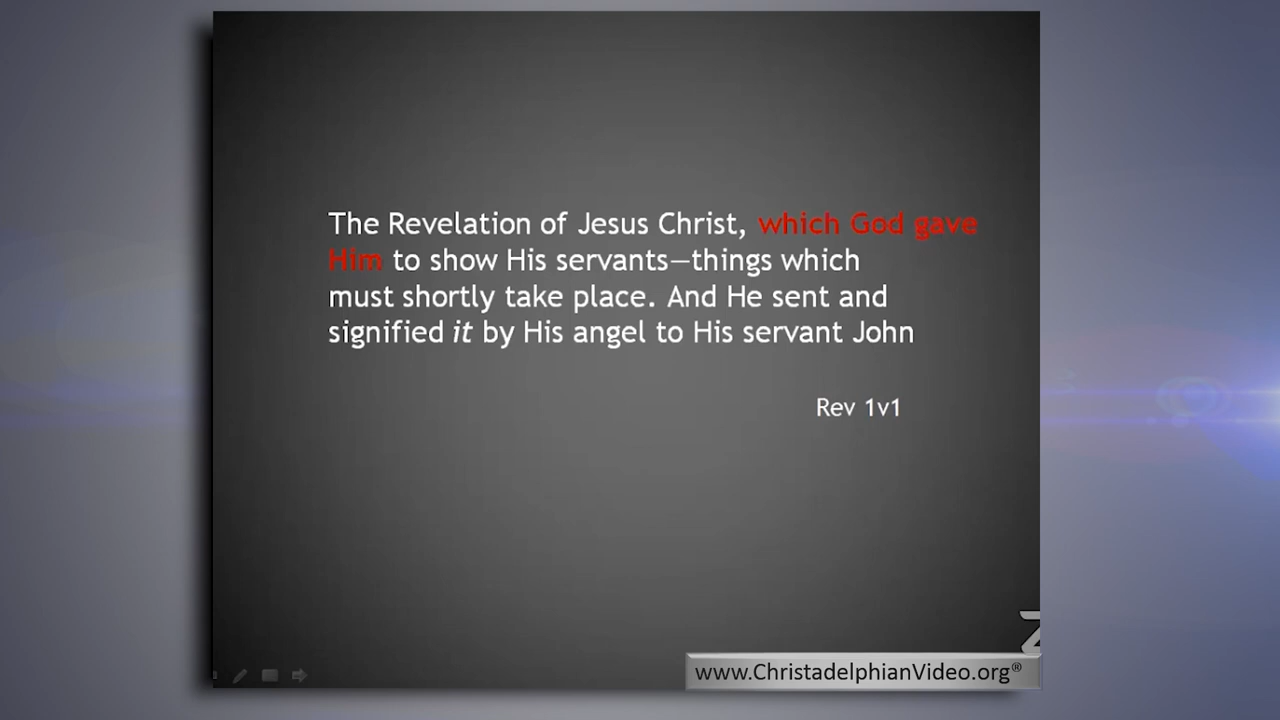 The Revelation of Jesus Christ, which God gave
Him to show His servants—things which
must shortly take place. And He sent and
signified it by His angel to His servant John
Rev 1v1
www.ChristadelphianVideo.org®